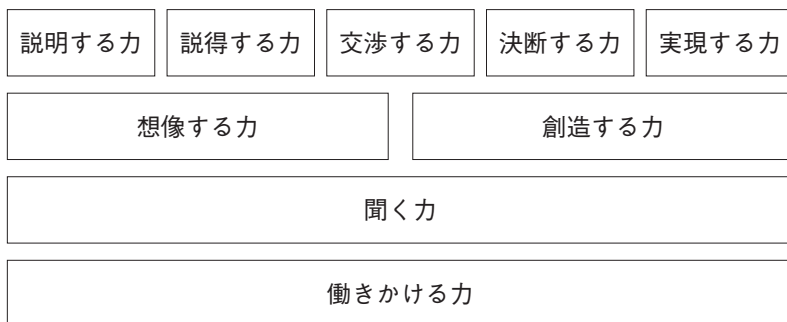 説明する力 説得する力 交渉する力 決断する力 実現する力
想像する力 創造する力
聞く力
働きかける力